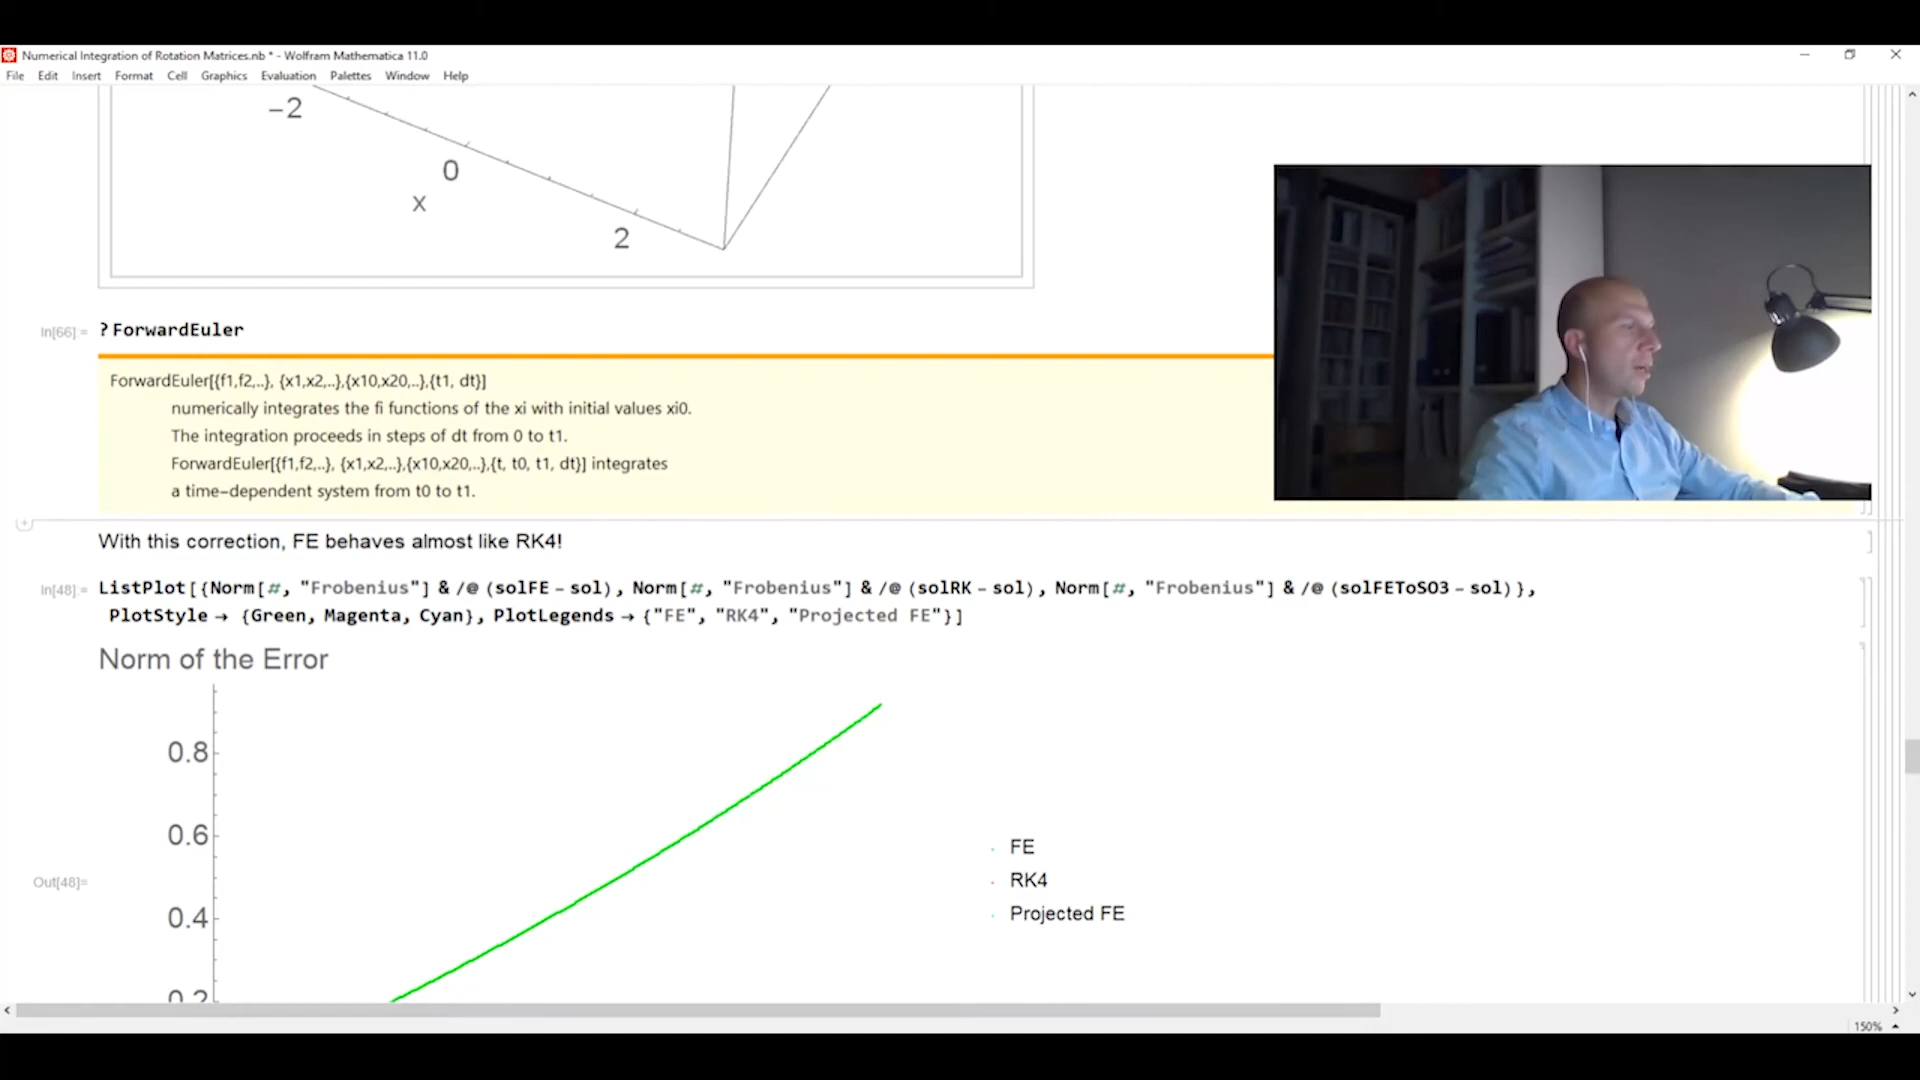 Numerical Integration of Rotation Matrices.nb * - Wolfram Mathematica 11.0
File Edit Insert Format Cell Graphics Evaluation Palettes Window Help
−2
0
x
2
In[66]:= ? ForwardEuler
ForwardEuler[{f1,f2,..}, {x1,x2,..},{x10,x20,..},{t1, dt}]
numerically integrates the fi functions of the xi with initial values xi0.
The integration proceeds in steps of dt from 0 to t1.
ForwardEuler[{f1,f2,..}, {x1,x2,..},{x10,x20,..},{t, t0, t1, dt}] integrates
a time−dependent system from t0 to t1.
With this correction, FE behaves almost like RK4!
In[48]:= ListPlot[{Norm[#, "Frobenius"] & /@ (solFE - sol), Norm[#, "Frobenius"] & /@ (solRK - sol), Norm[#, "Frobenius"] & /@ (solFEToSO3 - sol)},
PlotStyle → {Green, Magenta, Cyan}, PlotLegends → {"FE", "RK4", "Projected FE"}]
Norm of the Error
0.8
0.6
FE
Out[48]=
RK4
0.4
Projected FE
0.2
150%